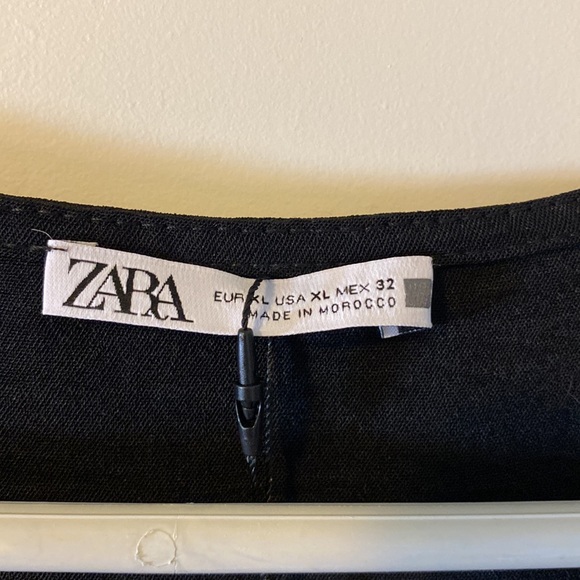 ZARA
EUR XL USA XL MEX 32
MADE IN MOROCCO